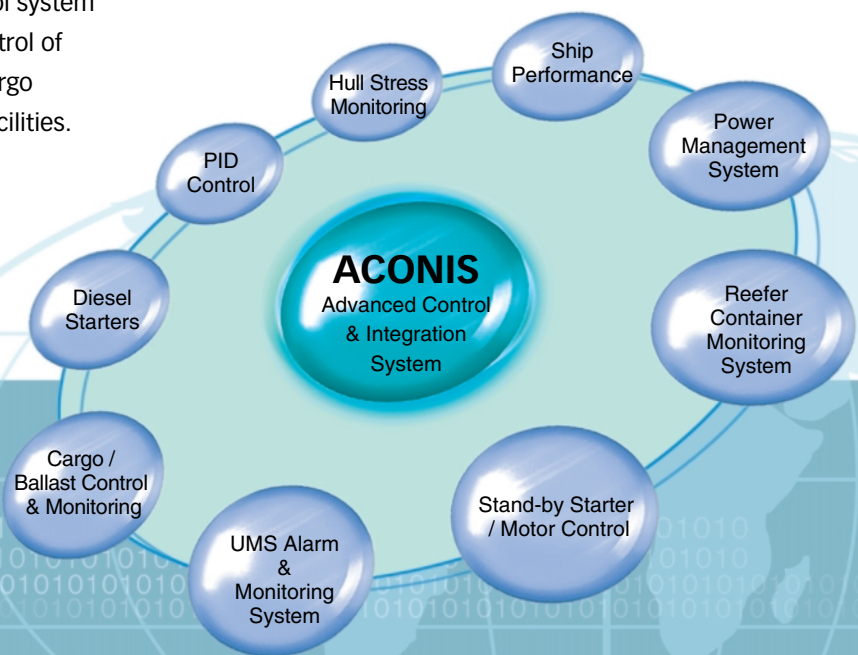 ol system
trol of
rgo
cilities.
Ship
Performance
Hull Stress
Monitoring
Power
Management
System
PID
Control
ACONIS
Advanced Control
& Integration
System
Diesel
Starters
Reefer
Container
Monitoring
System
Cargo /
Ballast Control
& Monitoring
Stand-by Starter
/ Motor Control
UMS Alarm
&
Monitoring
System